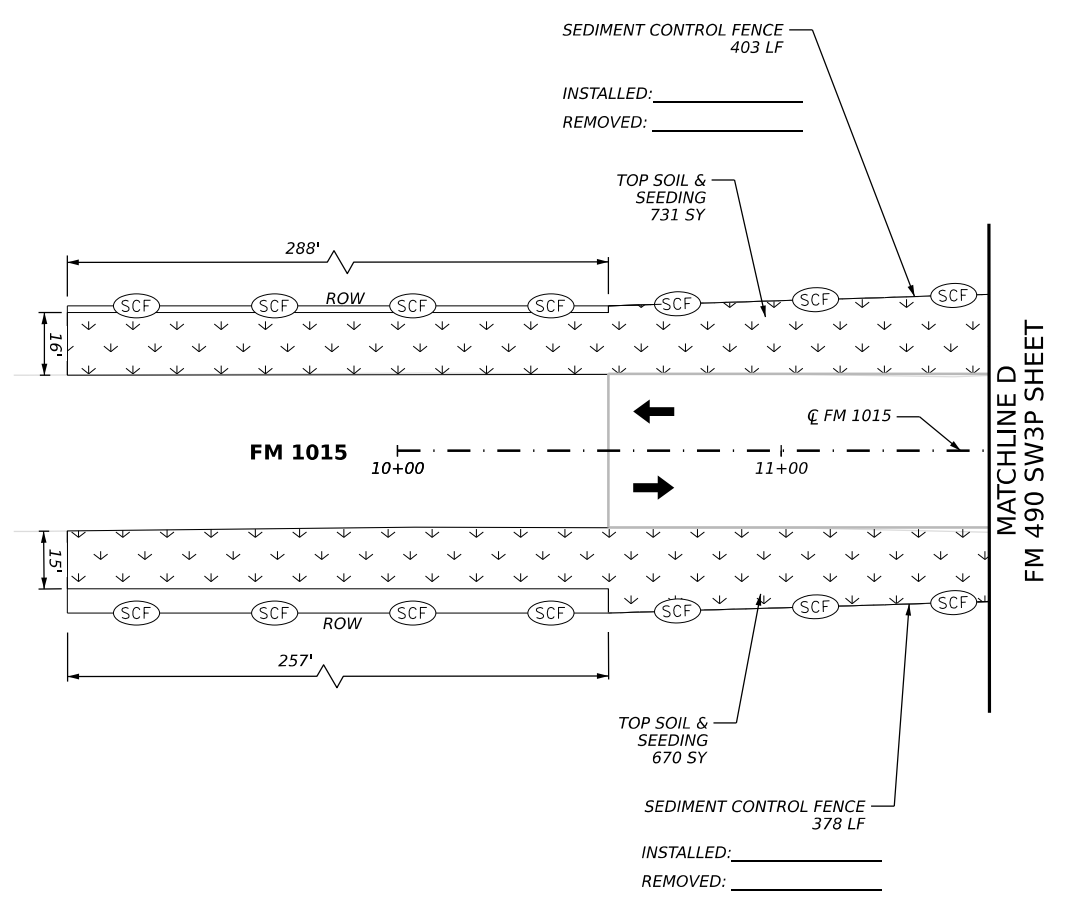 SEDIMENT CONTROL FENCE
403 LF
INSTALLED:
REMOVED:
TOP SOIL &
SEEDING
731 SY
288'
SCF
SCF
ROW
SCF
SCF
SCF
SCF
SCF
16'
℄ FM 1015
FM 1015
10+00
11+00
MATCHLINE D
FM 490 SW3P SHEET
15'
SCF
SCF
SCF
SCF
SCF
SCF
SCF
ROW
257'
TOP SOIL &
SEEDING
670 SY
SEDIMENT CONTROL FENCE
378 LF
INSTALLED:
REMOVED: